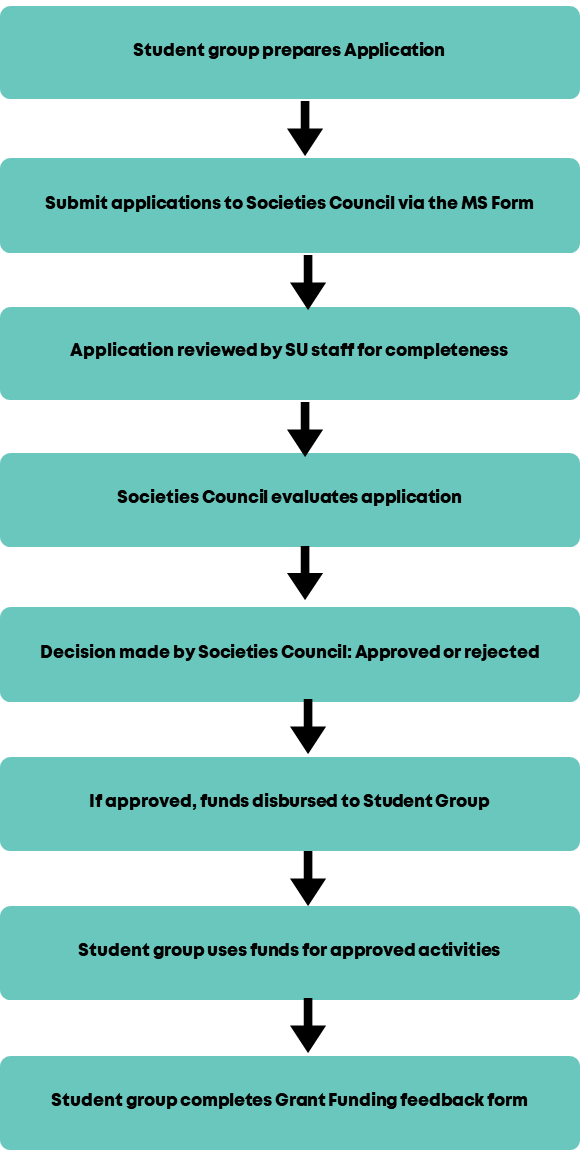 Student group prepares Application
Submit applications to Societies Council via the MS Form
Application reviewed by SU staff for completeness
Societies Council evaluates application
Decision made by Societies Council: Approved or rejected
If approved, funds disbursed to Student Group
Student group uses funds for approved activities
Student group completes Grant Funding feedback form